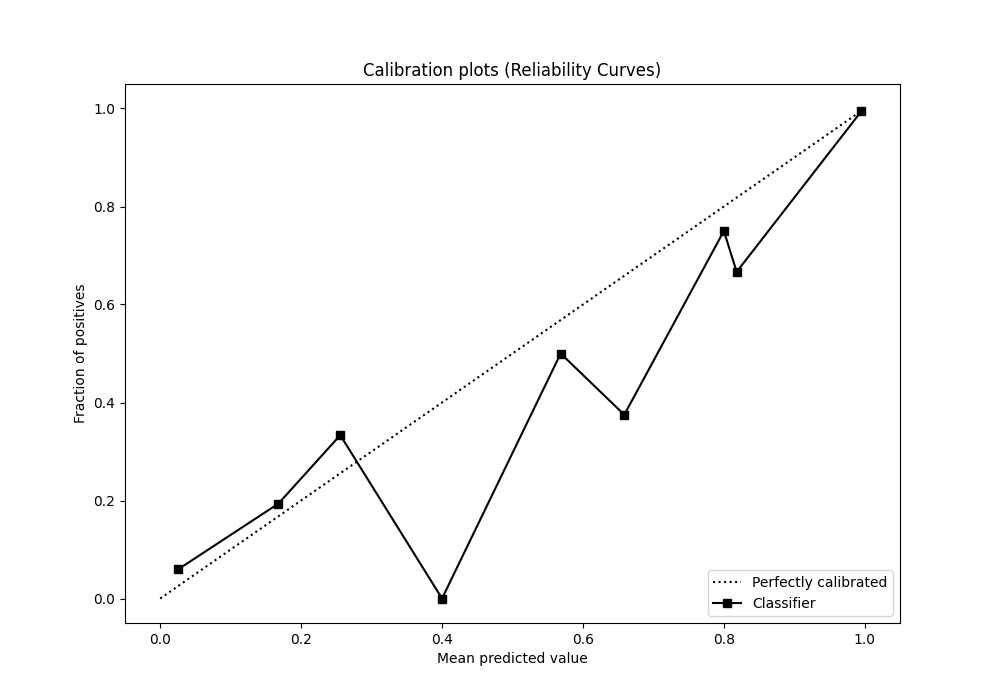 Calibration plots (Reliability Curves)
1.0
0.8
0.6
0.4
0.2
0.0
Fraction of positives
Perfectly calibrated
Classifier
0.0 0.2 0.4 0.6 0.8 1.0
Mean predicted value